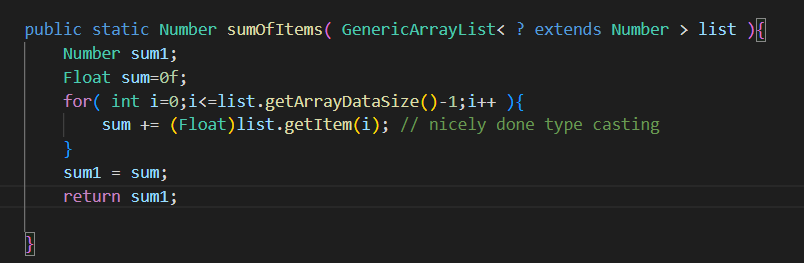 public static Number sumOfItems( GenericArrayList< ? extends Number > list ){
    Number sum1;
    Float sum=0f;
    for( int i=0;i<=list.getArrayDataSize()-1;i++ ){
        sum += (Float)list.getItem(i); // nicely done type casting
    }
    sum1 = sum;
    return sum1;
}